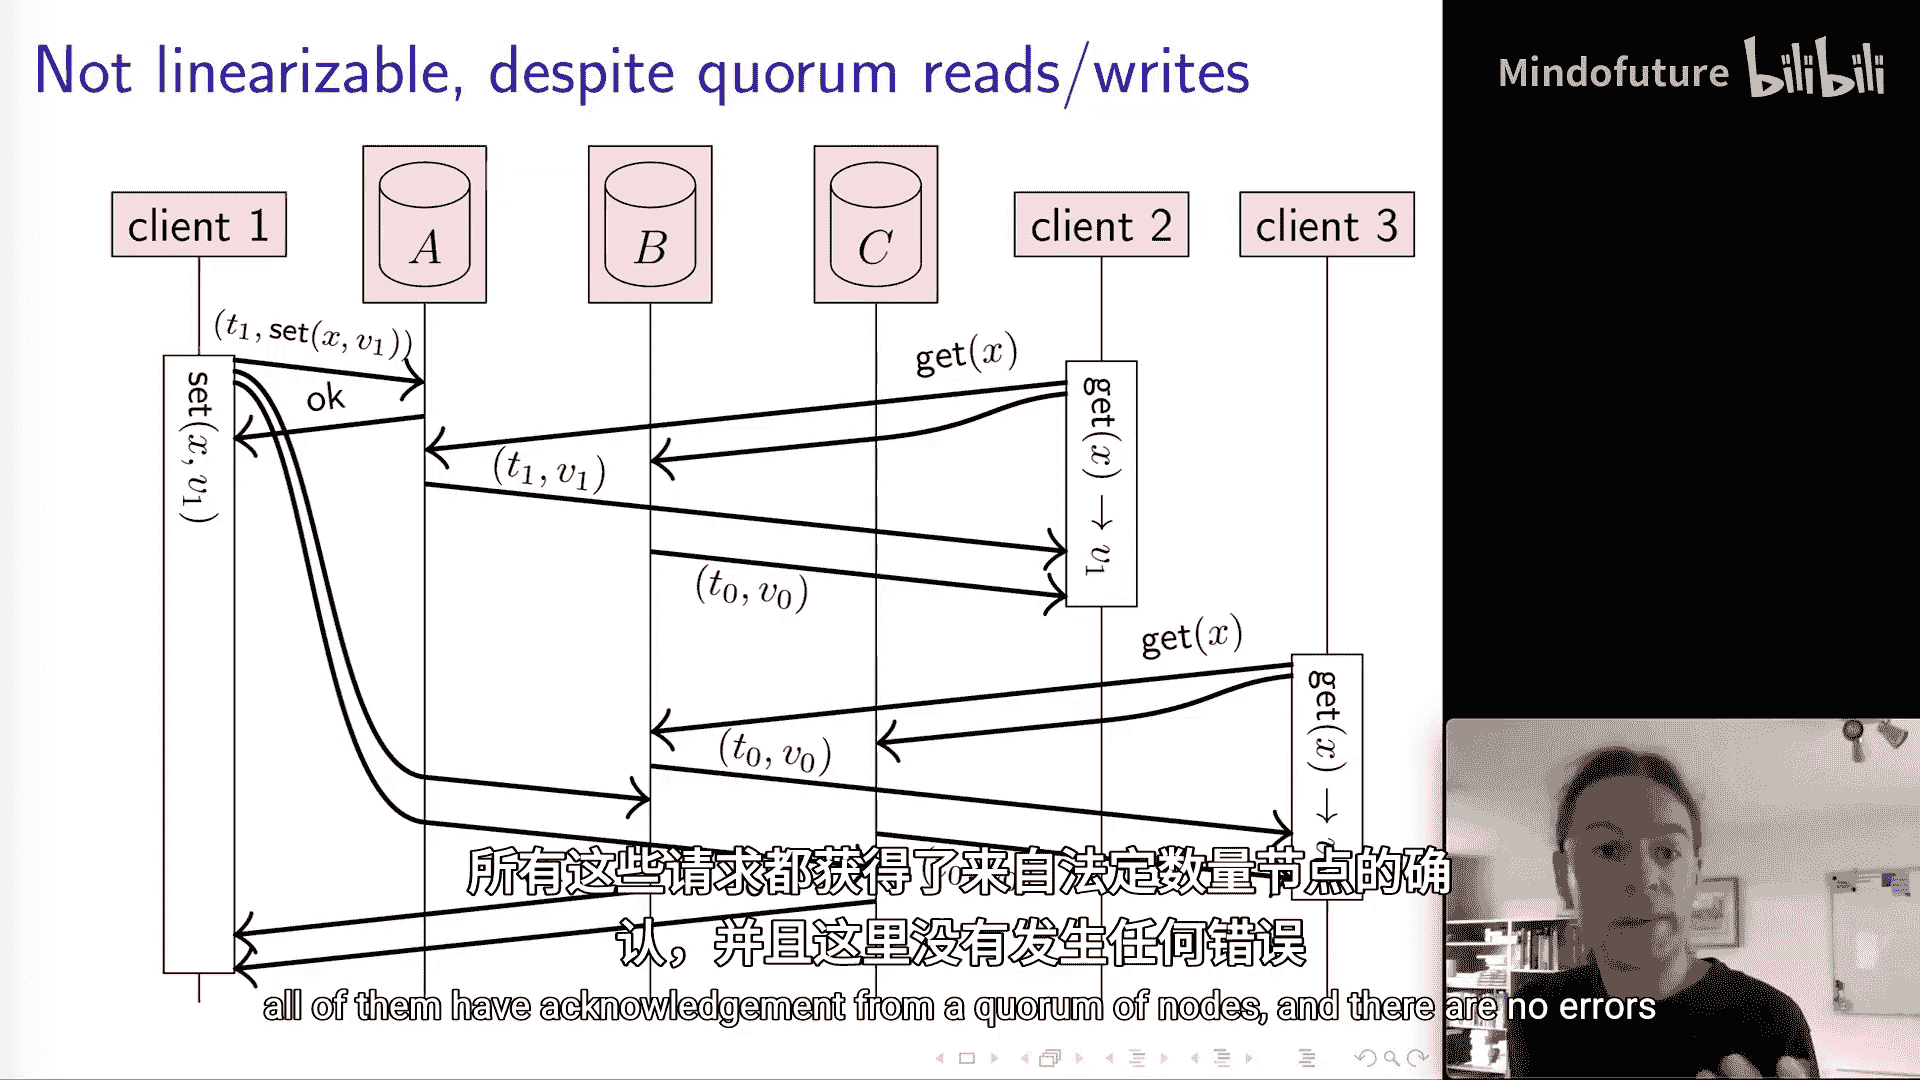 Not linearizable, despite quorum reads/writes
Mindofuture bilibili
client 1
A
B
C
client 2
client 3
(t₁, set(x, v₁))
ok
set(x, v₁)
get(x)
get(x) → v₁
(t₁, v₁)
(t₀, v₀)
get(x)
get(x) →
(t₀, v₀)
所有这些请求都获得了来自法定数量节点的确
认，并且这里没有发生任何错误
all of them have acknowledgement from a quorum of nodes, and there are no errors